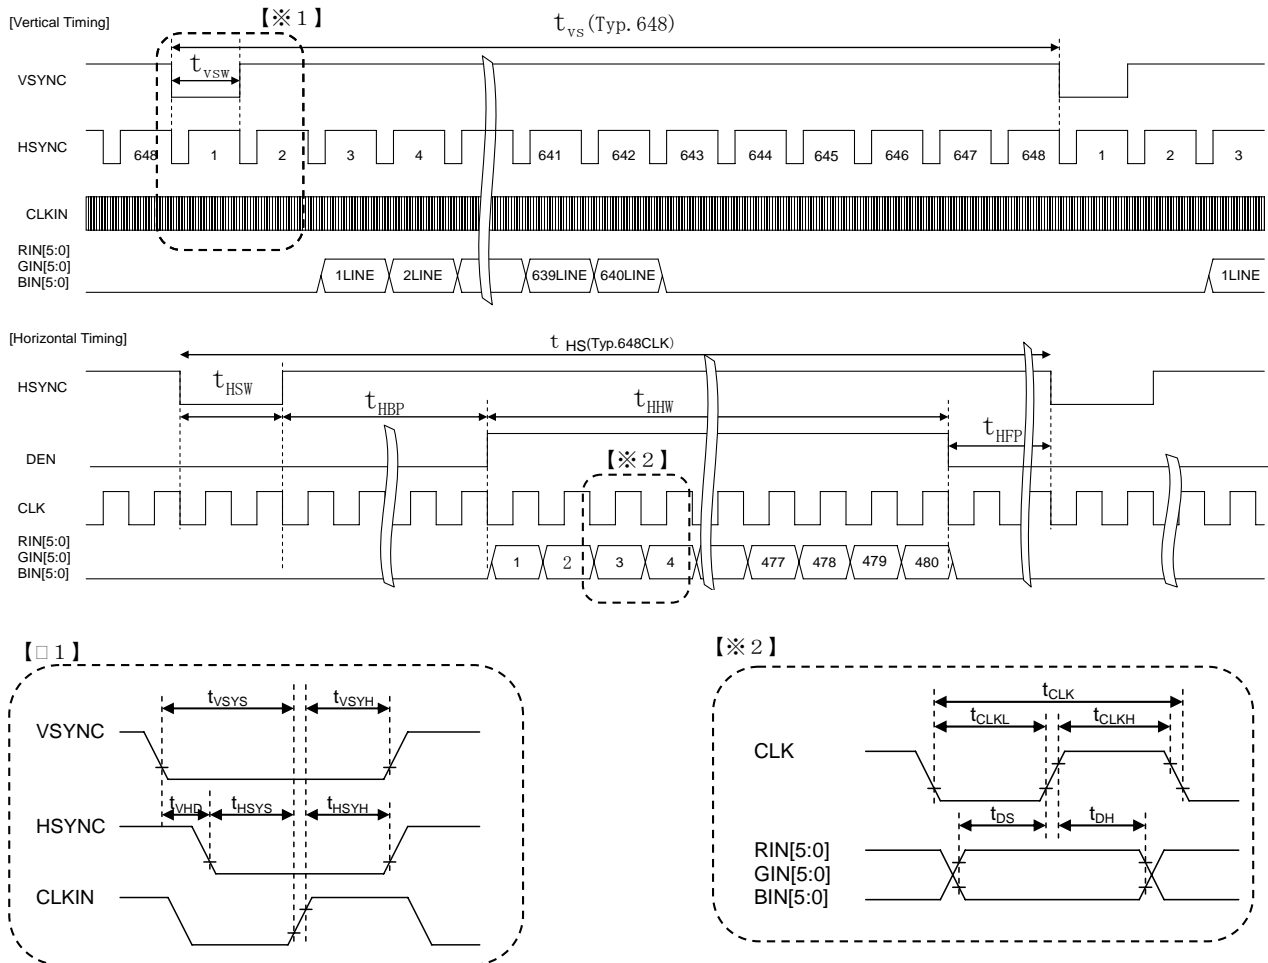 [Vertical Timing]
【※1】
tvs(Typ. 648)
tvsw
VSYNC
HSYNC
648 1 2 3 4 641 642 643 644 645 646 647 648 1 2 3
CLKIN
RIN[5:0]
GIN[5:0]
BIN[5:0]
1LINE 2LINE 639LINE 640LINE 1LINE
[Horizontal Timing]
t HS(Typ.648CLK)
HSYNC
tHSW
tHBP
tHHW
tHFP
DEN
【※2】
CLK
RIN[5:0]
GIN[5:0]
BIN[5:0]
1 2 3 4 477 478 479 480
【□1】
tVSYS tVSYH
VSYNC
tVHD tHSYS tHSYH
HSYNC
CLKIN
【※2】
tCLK
tCLKL tCLKH
CLK
tDS tDH
RIN[5:0]
GIN[5:0]
BIN[5:0]